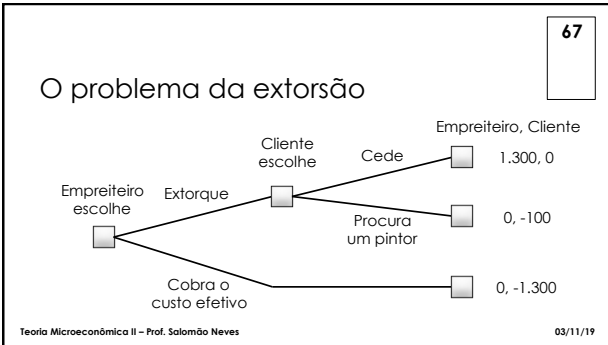 67
O problema da extorsão
Empreiteiro, Cliente
Cliente
escolhe
Cede
1.300, 0
Empreiteiro
escolhe
Extorque
Procura
um pintor
0, -100
Cobra o
custo efetivo
0, -1.300
Teoria Microeconômica II – Prof. Salomão Neves
03/11/19